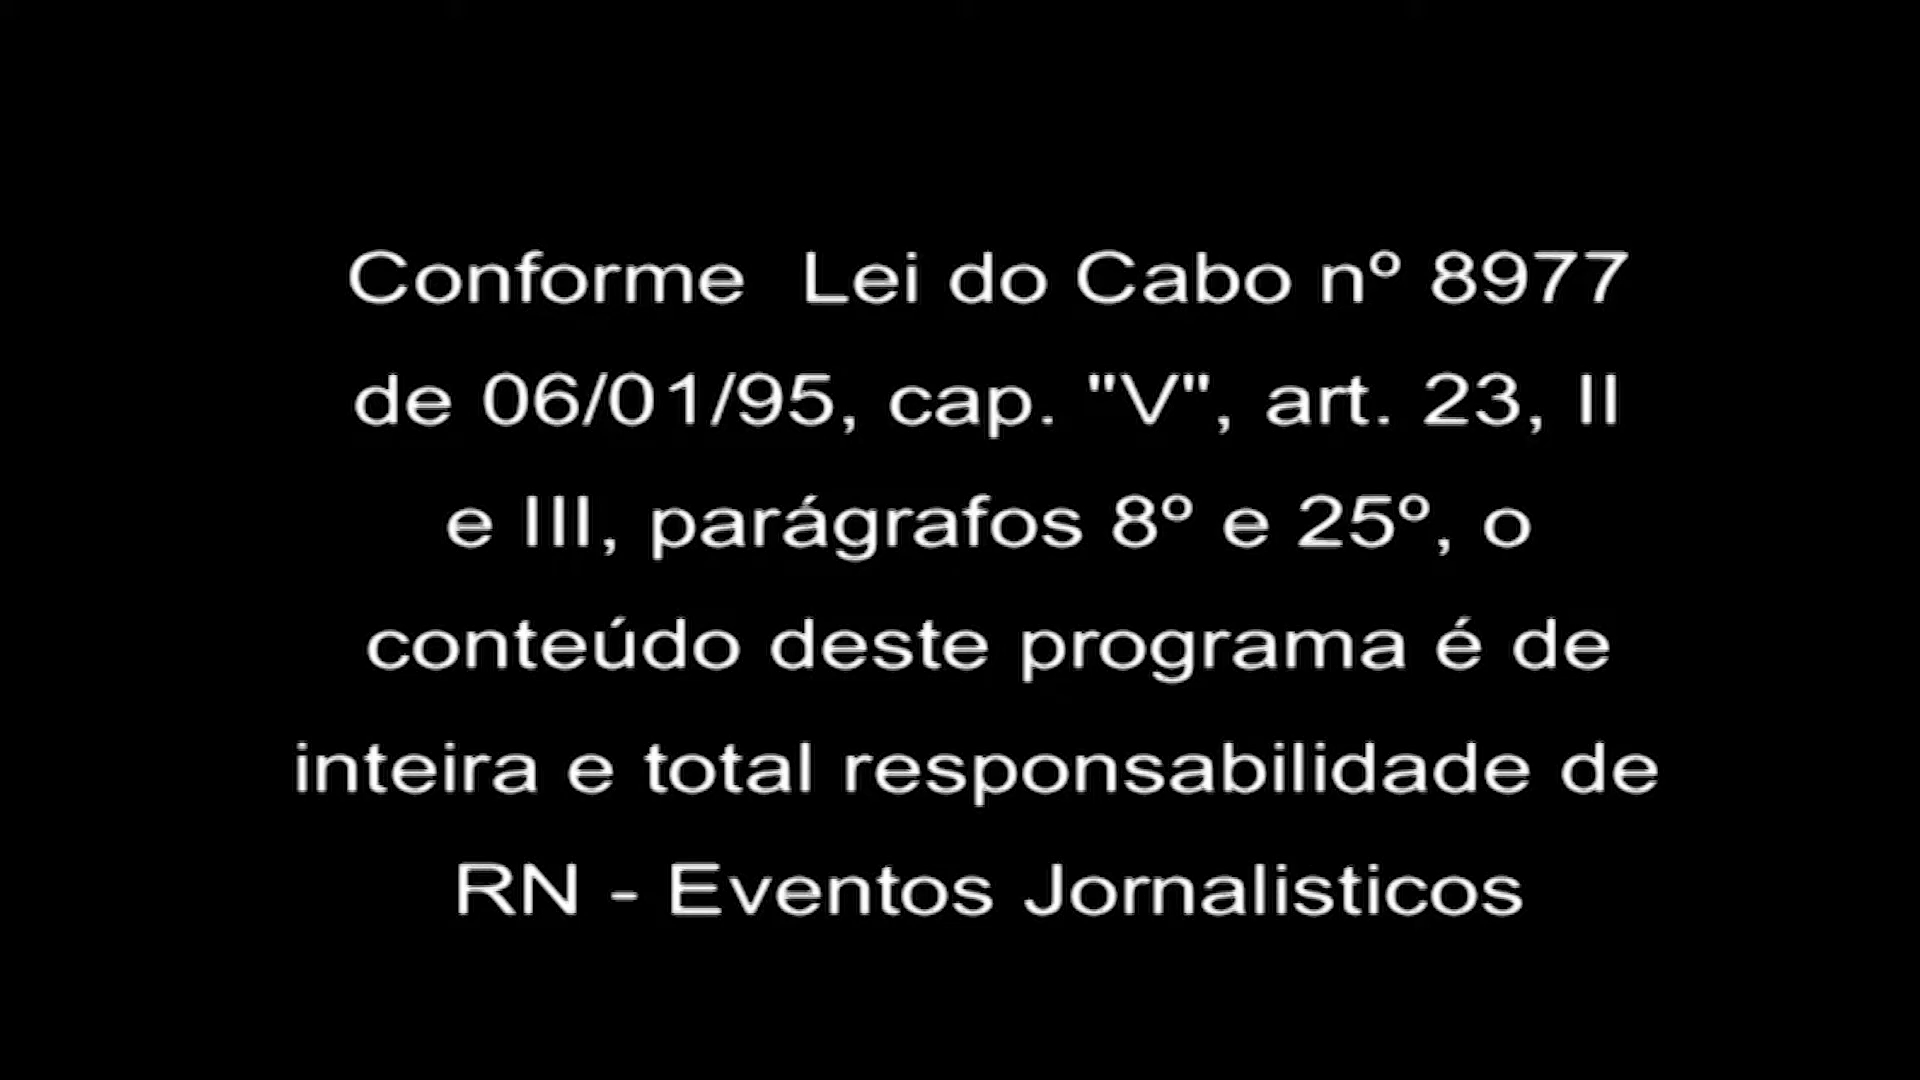 Conforme  Lei do Cabo nº 8977
de 06/01/95, cap. "V", art. 23, II
e III, parágrafos 8º e 25º, o
conteúdo deste programa é de
inteira e total responsabilidade de
RN - Eventos Jornalisticos